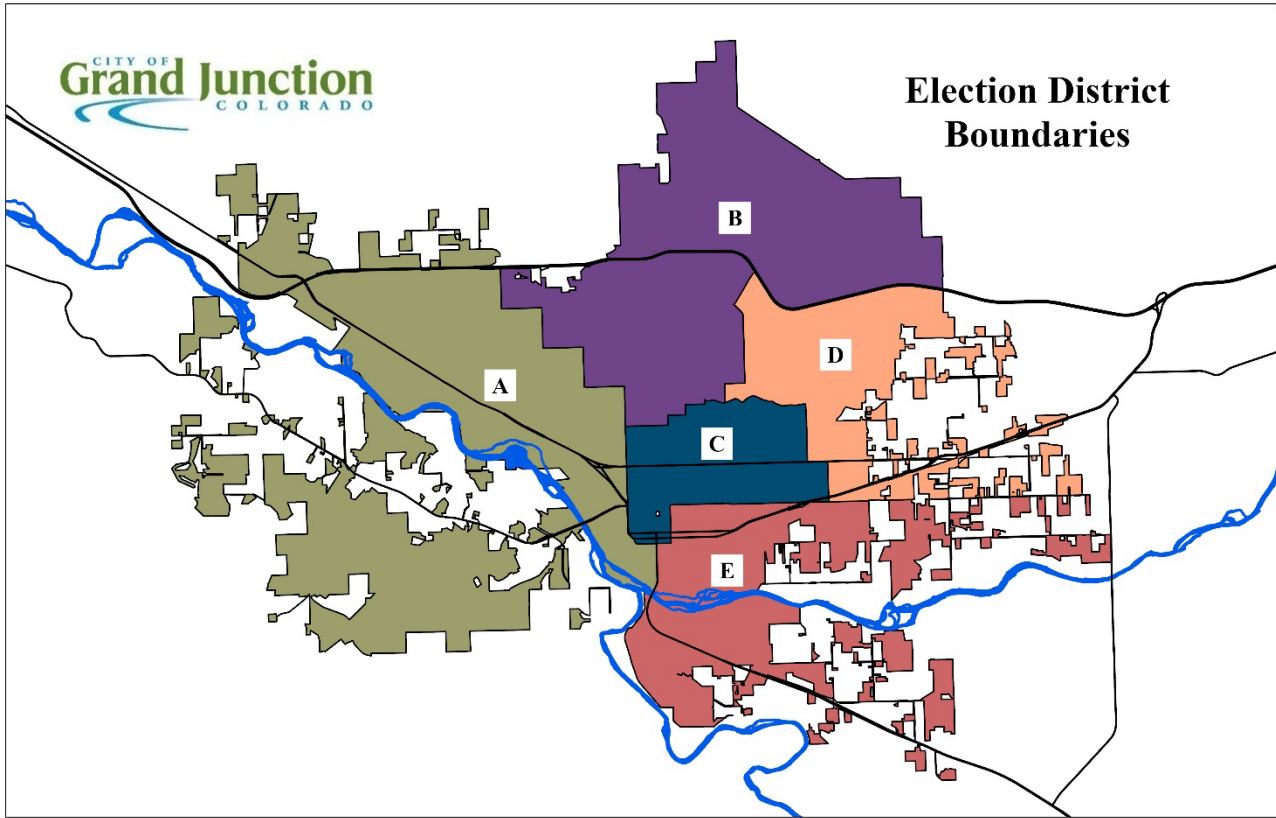 CITY OF
Grand Junction
COLORADO
Election District
Boundaries
B
D
A
C
E